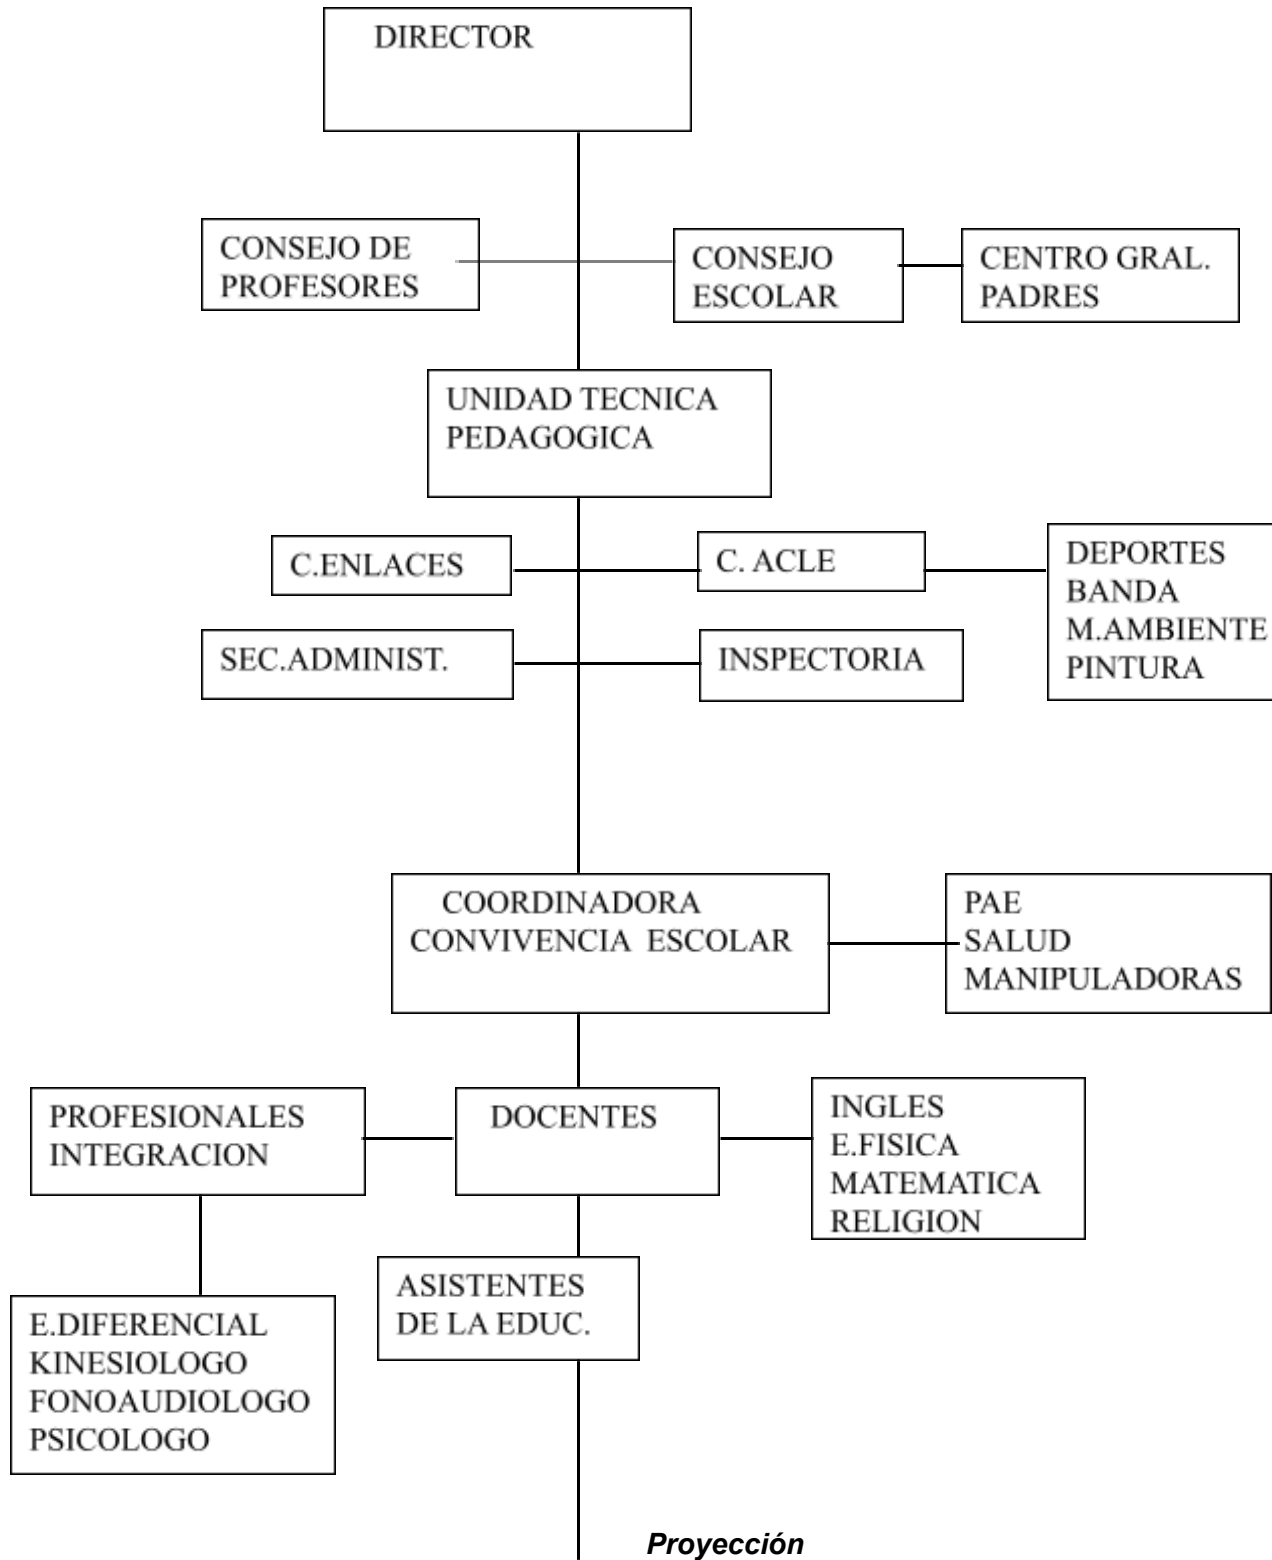 DIRECTOR
CONSEJO DE
PROFESORES
CONSEJO
ESCOLAR
CENTRO GRAL.
PADRES
UNIDAD TECNICA
PEDAGOGICA
C.ENLACES
C. ACLE
DEPORTES
BANDA
M.AMBIENTE
PINTURA
SEC.ADMINIST.
INSPECTORIA
COORDINADORA
CONVIVENCIA ESCOLAR
PAE
SALUD
MANIPULADORAS
PROFESIONALES
INTEGRACION
DOCENTES
INGLES
E.FISICA
MATEMATICA
RELIGION
ASISTENTES
DE LA EDUC.
E.DIFERENCIAL
KINESIOLOGO
FONOAUDIOLOGO
PSICOLOGO
Proyección